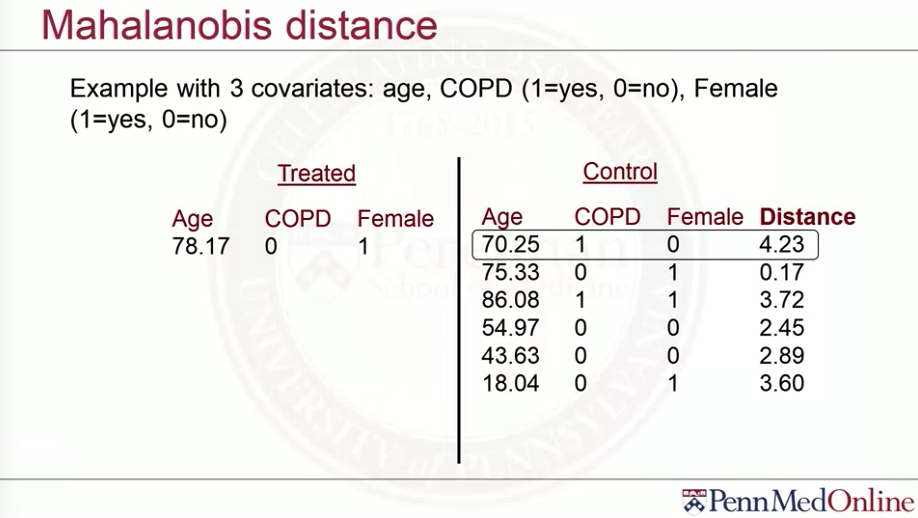 Mahalanobis distance
Example with 3 covariates: age, COPD (1=yes, 0=no), Female
(1=yes, 0=no)
Treated
Age COPD Female
78.17 0 1
Control
Age COPD Female Distance
70.25 1 0 4.23
75.33 0 1 0.17
86.08 1 1 3.72
54.97 0 0 2.45
43.63 0 0 2.89
18.04 0 1 3.60
PennMedOnline